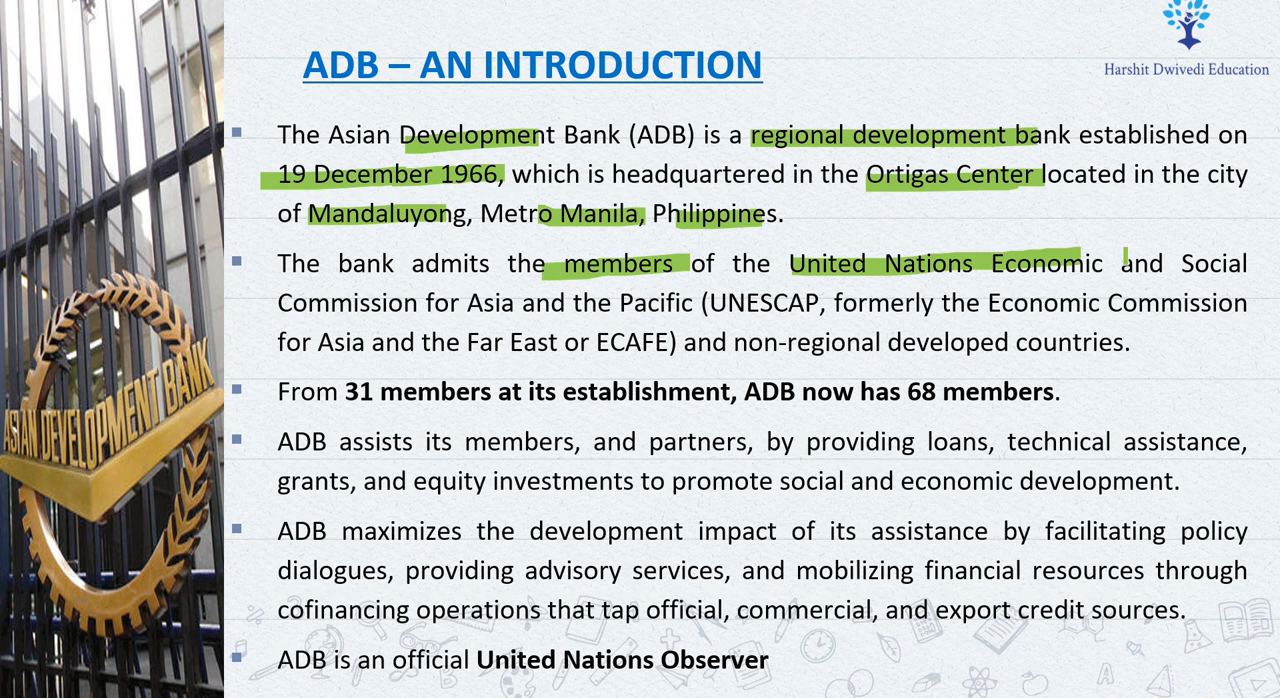 ADB – AN INTRODUCTION
Harshit Dwivedi Education
The Asian Development Bank (ADB) is a regional development bank established on
19 December 1966, which is headquartered in the Ortigas Center located in the city
of Mandaluyong, Metro Manila, Philippines.
The bank admits the members of the United Nations Economic and Social
Commission for Asia and the Pacific (UNESCAP, formerly the Economic Commission
for Asia and the Far East or ECAFE) and non-regional developed countries.
From 31 members at its establishment, ADB now has 68 members.
ADB assists its members, and partners, by providing loans, technical assistance,
grants, and equity investments to promote social and economic development.
ADB maximizes the development impact of its assistance by facilitating policy
dialogues, providing advisory services, and mobilizing financial resources through
cofinancing operations that tap official, commercial, and export credit sources.
ADB is an official United Nations Observer
ASIAN DEVELOPMENT BANK